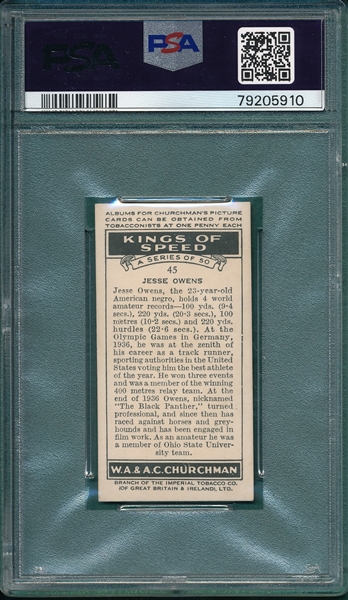 PSA
PSA
79205910
ALBUMS FOR CHURCHMAN'S PICTURE
CARDS CAN BE OBTAINED FROM
TOBACCONISTS AT ONE PENNY EACH
KINGS OF
SPEED
A SERIES OF 50
45
JESSE OWENS
Jesse Owens, the 23-year-old
American negro, holds 4 world
amateur records—100 yds. (9·4
secs.), 220 yds. (20·3 secs.), 100
metres (10·2 secs.) and 220 yds.
hurdles (22·6 secs.). At the
Olympic Games in Germany,
1936, he was at the zenith of
his career as a track runner,
sporting authorities in the United
States voting him the best athlete
of the year. He won three events
and was a member of the winning
400 metres relay team. At the
end of 1936 Owens, nicknamed
"The Black Panther," turned
professional, and since then has
raced against horses and grey-
hounds and has been engaged in
film work. As an amateur he was
a member of Ohio State Univer-
sity team.
W.A. & A.C. CHURCHMAN
BRANCH OF THE IMPERIAL TOBACCO CO.
(OF GREAT BRITAIN & IRELAND), LTD.